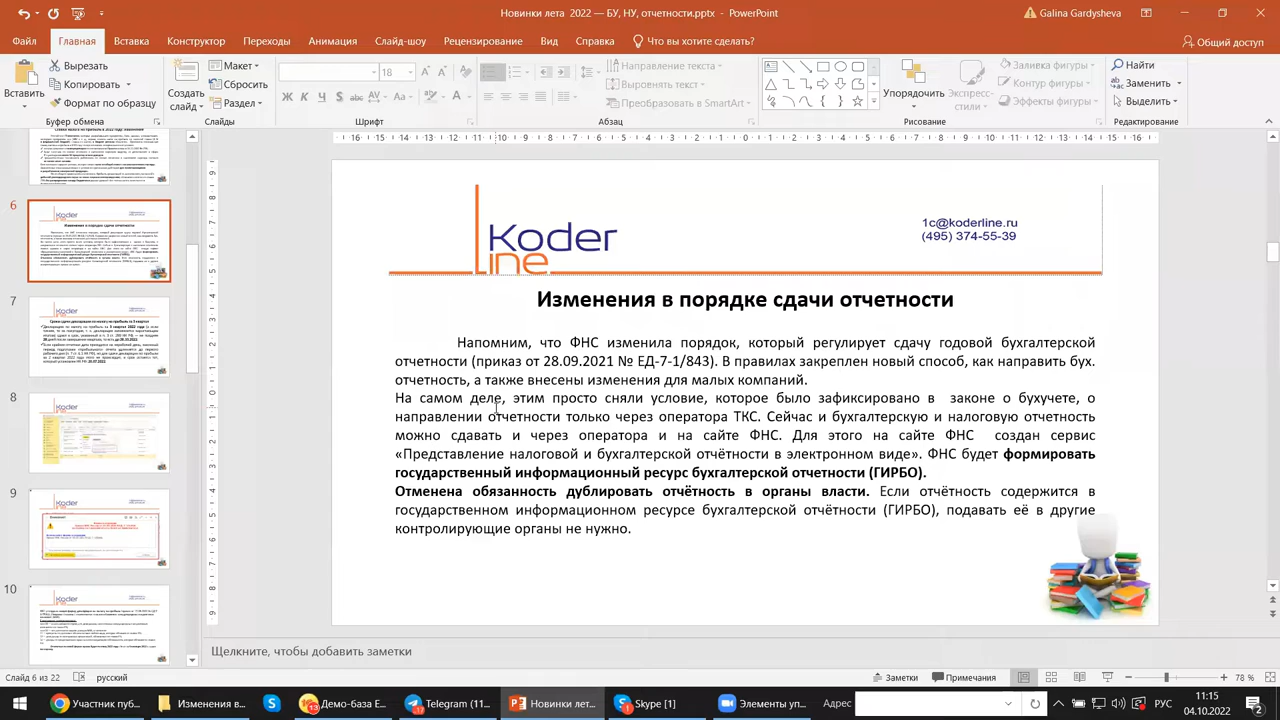 Новинки лет... - PowerPoint
Изменения в 1С 2022, НУ, отчетность.pptx - PowerPoint
Galina Gardysheva
Файл Главная Вставка Конструктор Переходы Анимация Слайд-шоу Рецензирование Вид Справка Что вы хотите сделать? Общий доступ
Вставить
Вырезать
Копировать
Формат по образцу
Буфер обмена
Создать слайд
Макет
Сбросить
Раздел
Слайды
18
Шрифт
Направление текста
Выровнять текст
Преобразовать в SmartArt
Абзац
Упорядочить
Экспресс-стили
Заливка фигуры
Контур фигуры
Эффекты фигуры
Рисование
Найти
Заменить
Выделить
Редактирование
6
7
8
9
10
Koder
line
1c@koderline.ru
(495) 374-55-39
Изменения в порядке сдачи отчетности
Напомним, что ФНС изменила порядок, который регулирует сдачу годовой бухгалтерской
отчетности (приказ от 28.09.2021 № ЕД-7-1/843). В правилах закреплен новый способ, как направить бух.
отчетность, а также внесены изменения для малых компаний.
На самом деле, этим просто сняли условие, которое было зафиксировано в законе о бухучете, о
направлении отчетности только через оператора ТКС. Сейчас и бухгалтерскую и налоговую отчетность
можно сдавать и через оператора и на сайте ФНС. Для этого на сайте ФНС создан сервис
«Представление налоговой и бухгалтерской отчётности в электронном виде». ФНС будет формировать
государственный информационный ресурс бухгалтерской отчетности (ГИРБО).
Отменена обязанность дублировать отчётность в органы власти. Если отчётность содержится в
государственном информационном ресурсе бухгалтерской отчётности (ГИРБО), подавать её в другие
контролирующие органы не нужно.
Щелкните, чтобы добавить заметки
Слайд 6 из 22 русский Заметки Примечания 78 %
Участник пуб... Изменения в... Демо-база Е... Telegram (11... Новинки лет... Skype [1] Элементы уп... Адрес РУС 11:15
04.10.2022